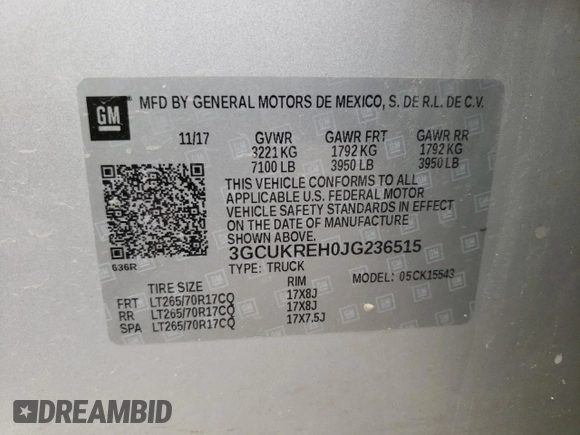 GM
MFD BY GENERAL MOTORS DE MEXICO, S. DE R.L. DE C.V.
11/17 GVWR GAWR FRT GAWR RR
3221 KG 1792 KG 1792 KG
7100 LB 3950 LB 3950 LB
THIS VEHICLE CONFORMS TO ALL
APPLICABLE U.S. FEDERAL MOTOR
VEHICLE SAFETY STANDARDS IN EFFECT
ON THE DATE OF MANUFACTURE
SHOWN ABOVE.
636R
3GCUKREH0JG236515
TYPE: TRUCK MODEL: 05CK15543
TIRE SIZE RIM
FRT LT265/70R17CQ 17X8J
RR LT265/70R17CQ 17X8J
SPA LT265/70R17CQ 17X7.5J
DREAMBID